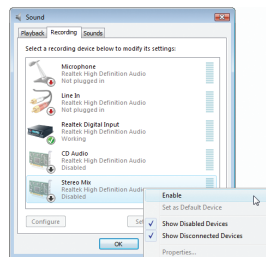 Sound
Playback Recording Sounds
Select a recording device below to modify its settings:
Microphone
Realtek High Definition Audio
Not plugged in
Line In
Realtek High Definition Audio
Not plugged in
Realtek Digital Input
Realtek High Definition Audio
Working
CD Audio
Realtek High Definition Audio
Disabled
Stereo Mix
Realtek High Definition Audio
Disabled
Enable
Set as Default Device
Show Disabled Devices
Show Disconnected Devices
Properties...
Configure
Set
OK